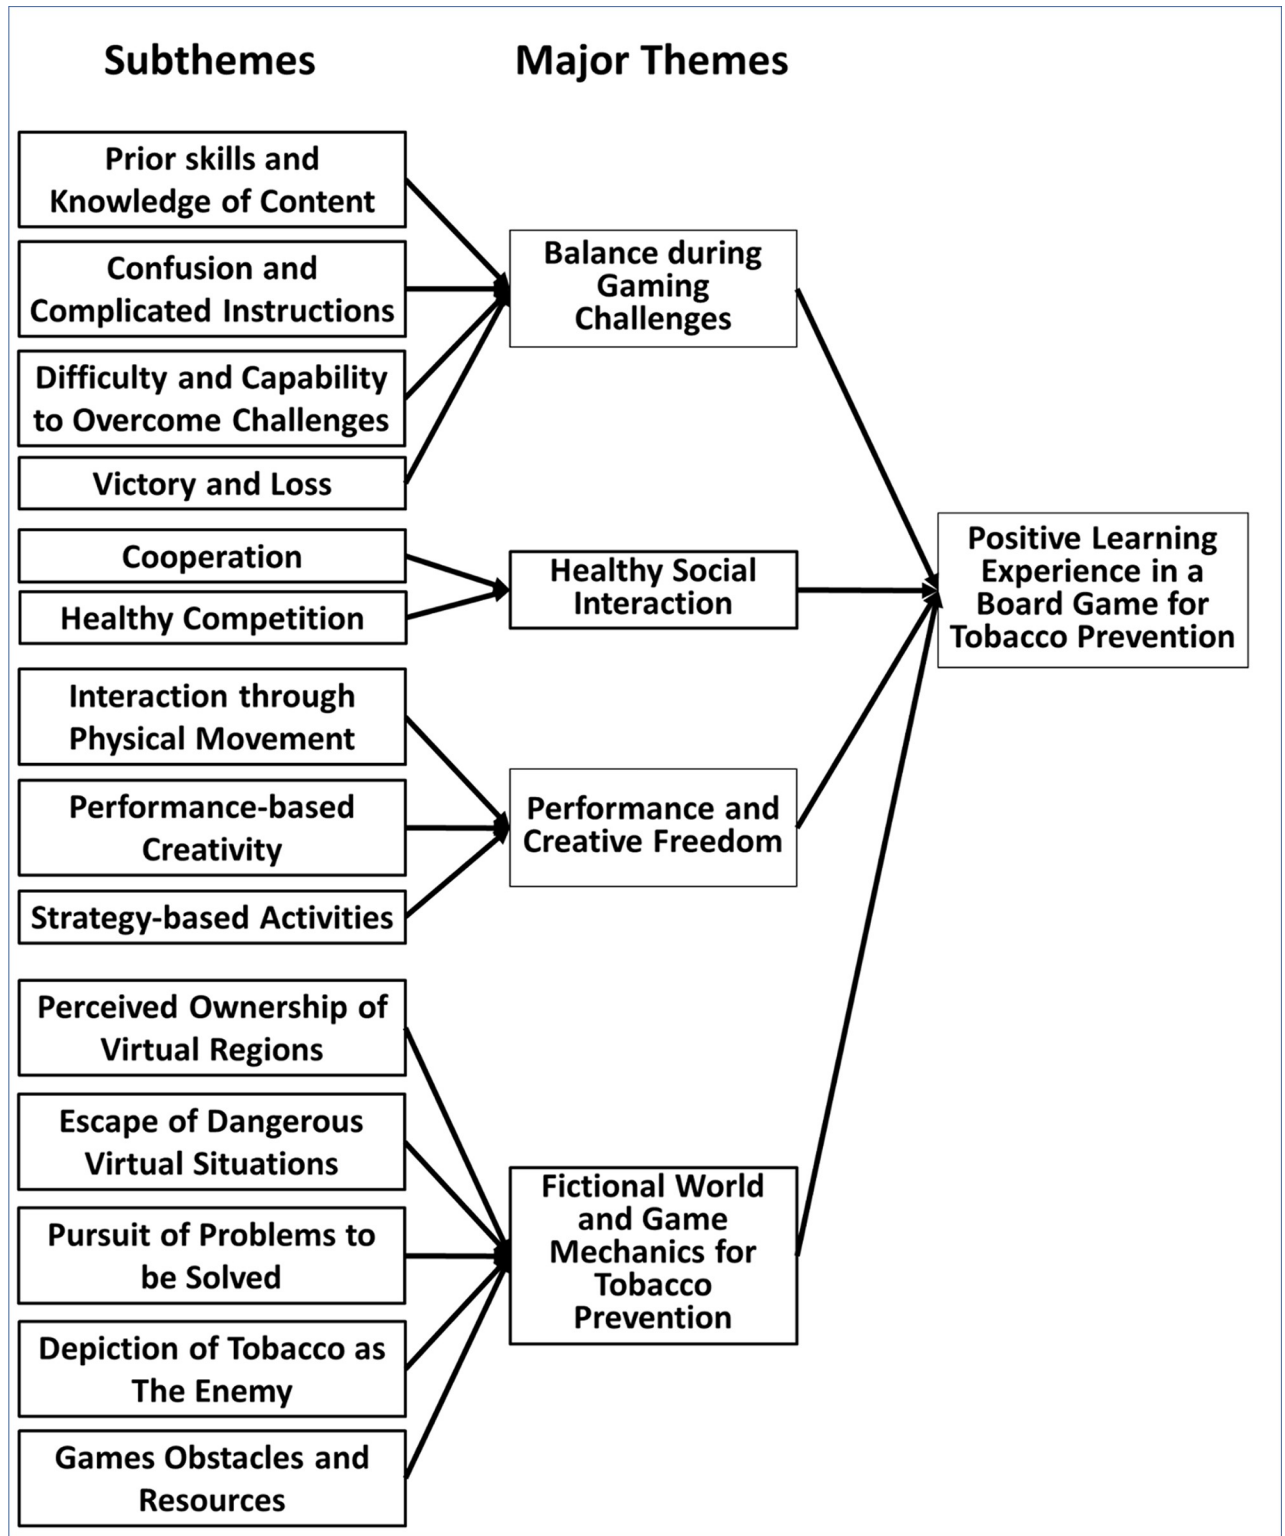 Subthemes
Major Themes
Prior skills and
Knowledge of Content
Confusion and
Complicated Instructions
Difficulty and Capability
to Overcome Challenges
Victory and Loss
Cooperation
Healthy Competition
Interaction through
Physical Movement
Performance-based
Creativity
Strategy-based Activities
Perceived Ownership of
Virtual Regions
Escape of Dangerous
Virtual Situations
Pursuit of Problems to
be Solved
Depiction of Tobacco as
The Enemy
Games Obstacles and
Resources
Balance during
Gaming
Challenges
Healthy Social
Interaction
Performance and
Creative Freedom
Fictional World
and Game
Mechanics for
Tobacco
Prevention
Positive Learning
Experience in a
Board Game for
Tobacco Prevention